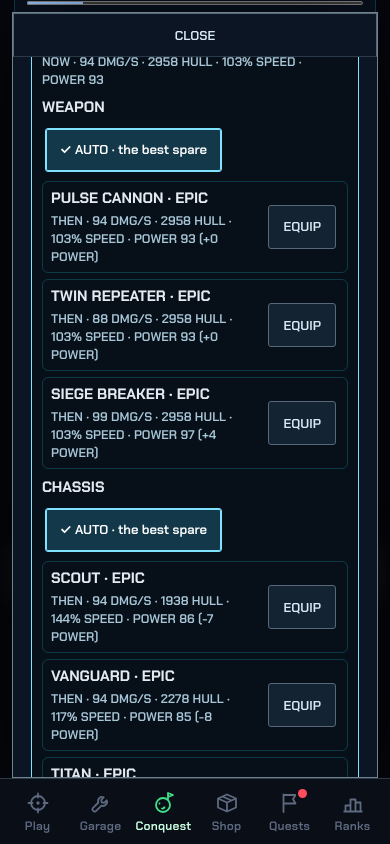 CLOSE
NOW · 94 DMG/S · 2958 HULL · 103% SPEED ·
POWER 93
WEAPON
✓ AUTO · the best spare
PULSE CANNON · EPIC
THEN · 94 DMG/S · 2958 HULL ·
103% SPEED · POWER 93 (+0
POWER)
EQUIP
TWIN REPEATER · EPIC
THEN · 88 DMG/S · 2958 HULL ·
103% SPEED · POWER 93 (+0
POWER)
EQUIP
SIEGE BREAKER · EPIC
THEN · 99 DMG/S · 2958 HULL ·
103% SPEED · POWER 97 (+4
POWER)
EQUIP
CHASSIS
✓ AUTO · the best spare
SCOUT · EPIC
THEN · 94 DMG/S · 1938 HULL ·
144% SPEED · POWER 86 (-7
POWER)
EQUIP
VANGUARD · EPIC
THEN · 94 DMG/S · 2278 HULL ·
117% SPEED · POWER 85 (-8
POWER)
EQUIP
TITAN · EPIC
Play Garage Conquest Shop Quests Ranks